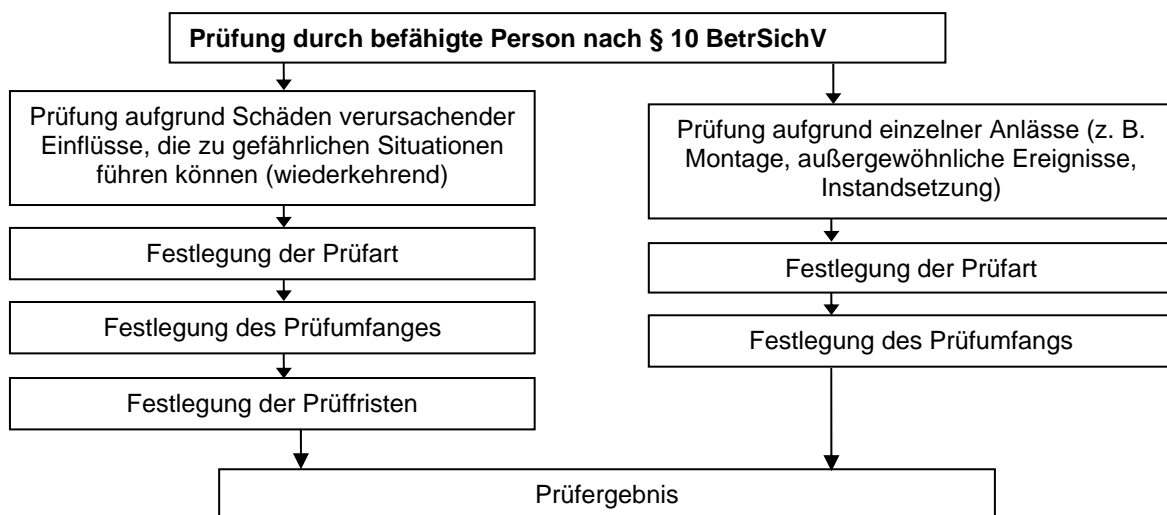 Prüfung durch befähigte Person nach § 10 BetrSichV
Prüfung aufgrund Schäden verursachender
Einflüsse, die zu gefährlichen Situationen
führen können (wiederkehrend)
Festlegung der Prüfart
Festlegung des Prüfumfanges
Festlegung der Prüffristen
Prüfung aufgrund einzelner Anlässe (z. B.
Montage, außergewöhnliche Ereignisse,
Instandsetzung)
Festlegung der Prüfart
Festlegung des Prüfumfangs
Prüfergebnis